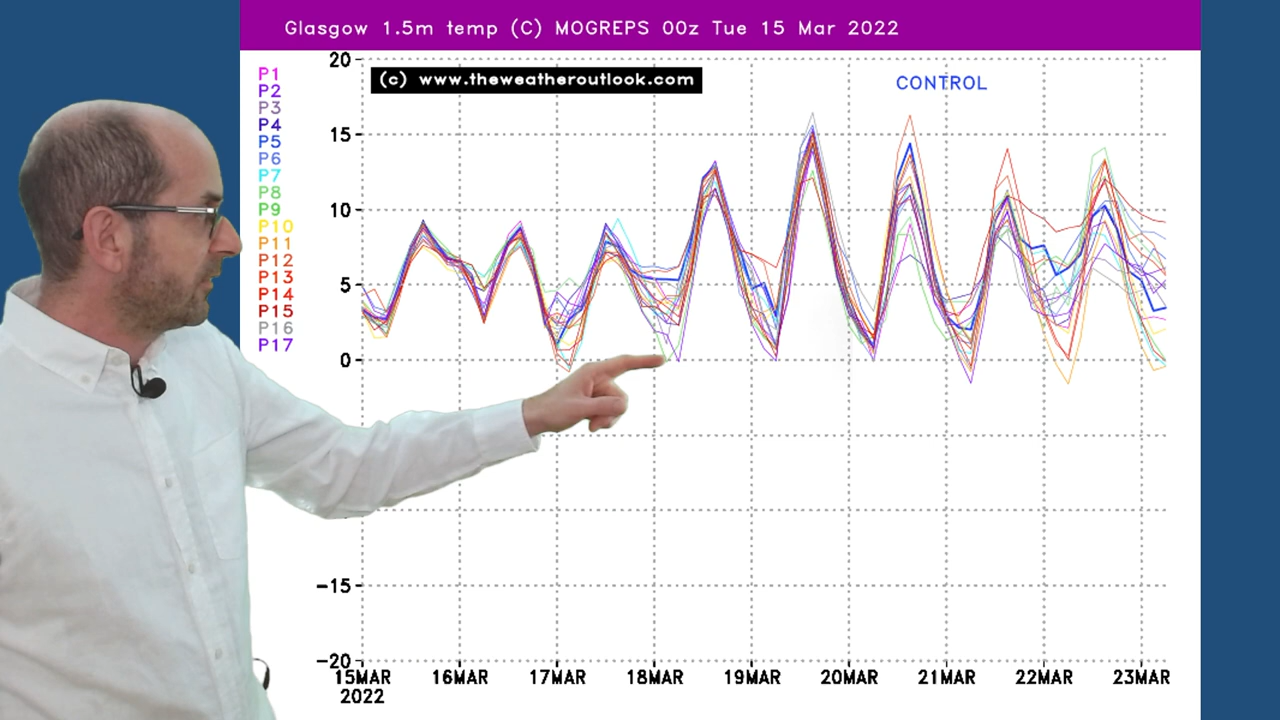 Glasgow 1.5m temp (C) MOGREPS 00z Tue 15 Mar 2022
(c) www.theweatheroutlook.com
CONTROL
P1
P2
P3
P4
P5
P6
P7
P8
P9
P10
P11
P12
P13
P14
P15
P16
P17
20
15
10
5
0
−15
−20
15MAR 16MAR 17MAR 18MAR 19MAR 20MAR 21MAR 22MAR 23MAR
2022